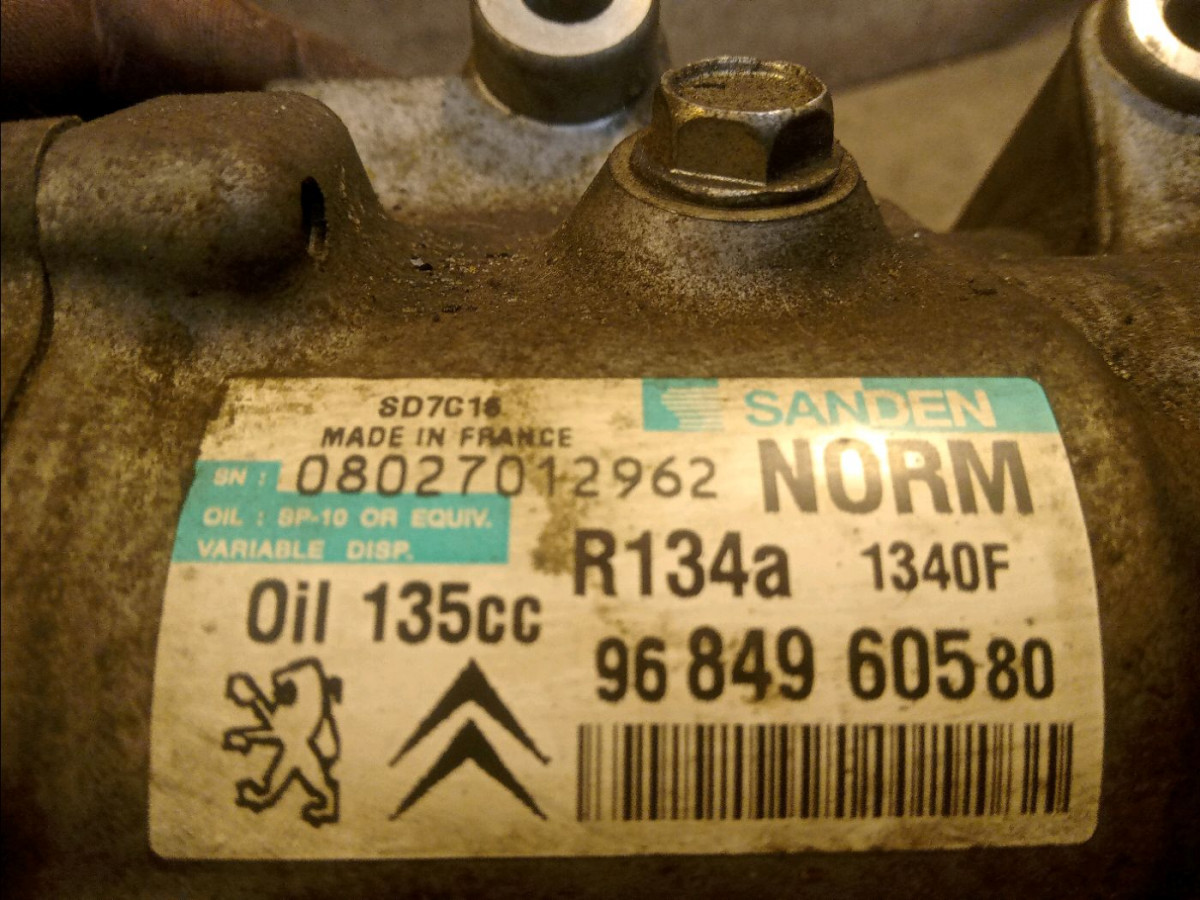 SD7C16
MADE IN FRANCE
SANDEN
SN : 08027012962
NORM
OIL : SP-10 OR EQUIV.
VARIABLE DISP.
R134a 1340F
Oil 135cc
96 849 605 80